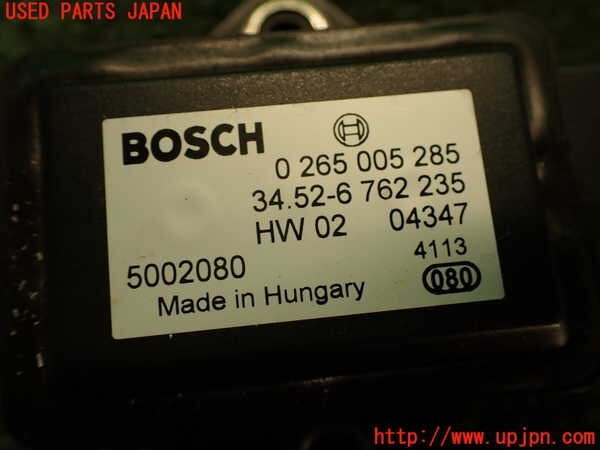 USED PARTS JAPAN
BOSCH
0 265 005 285
34.52-6 762 235
HW 02 04347
4113
5002080
080
Made in Hungary
http://www.upjpn.com/